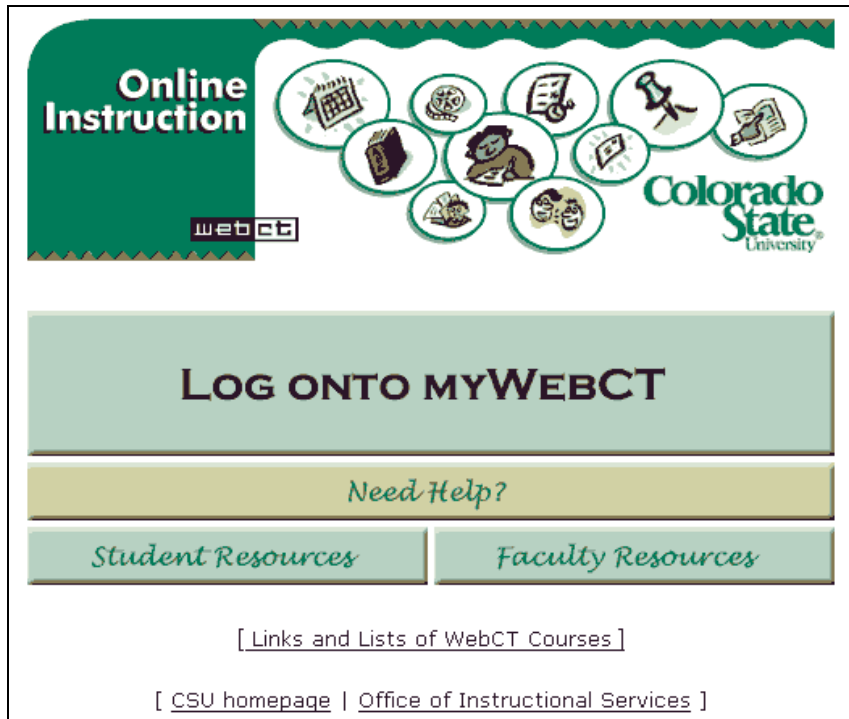 Online
Instruction
WebCT
Colorado
State®
University
LOG ONTO MYWEBCT
Need Help?
Student Resources
Faculty Resources
[ Links and Lists of WebCT Courses ]
[ CSU homepage | Office of Instructional Services ]